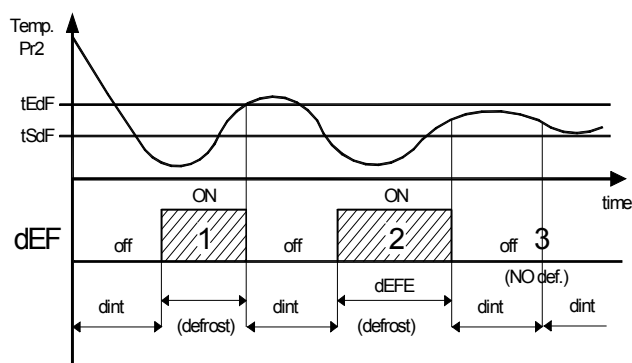 Temp.
Pr2
tEdF
tSdF
time
ON ON
dEF off 1 off 2 off 3
(NO def.)
dEFE
dint (defrost) dint (defrost) dint dint